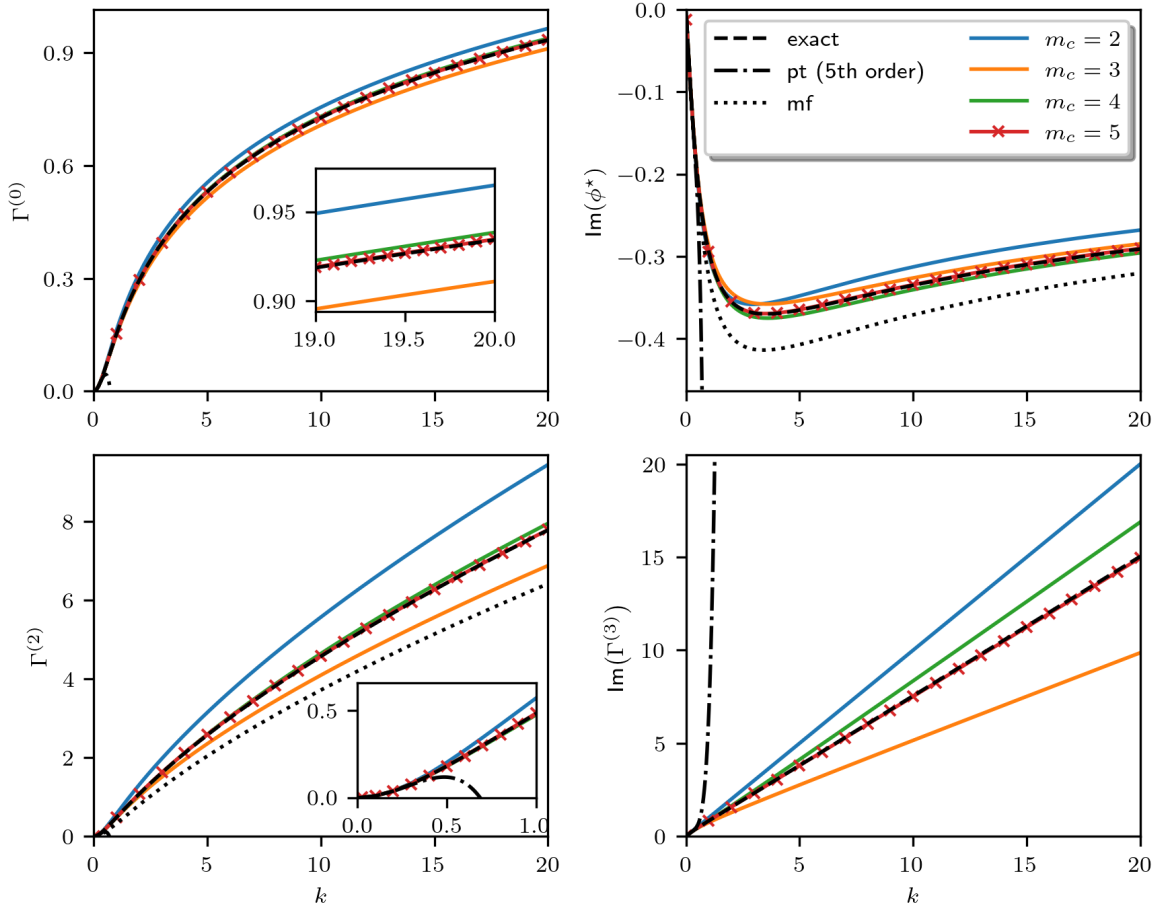 Γ^(0)
0.9
0.6
0.3
0.0
0 5 10 15 20
0.95
0.90
19.0 19.5 20.0
Im(ϕ*)
0.0
−0.1
−0.2
−0.3
−0.4
0 5 10 15 20
exact
pt (5th order)
mf
m_c = 2
m_c = 3
m_c = 4
m_c = 5
Γ^(2)
8
6
4
2
0
0 5 10 15 20
k
0.5
0.0
0.0 0.5 1.0
Im(Γ^(3))
20
15
10
5
0
0 5 10 15 20
k